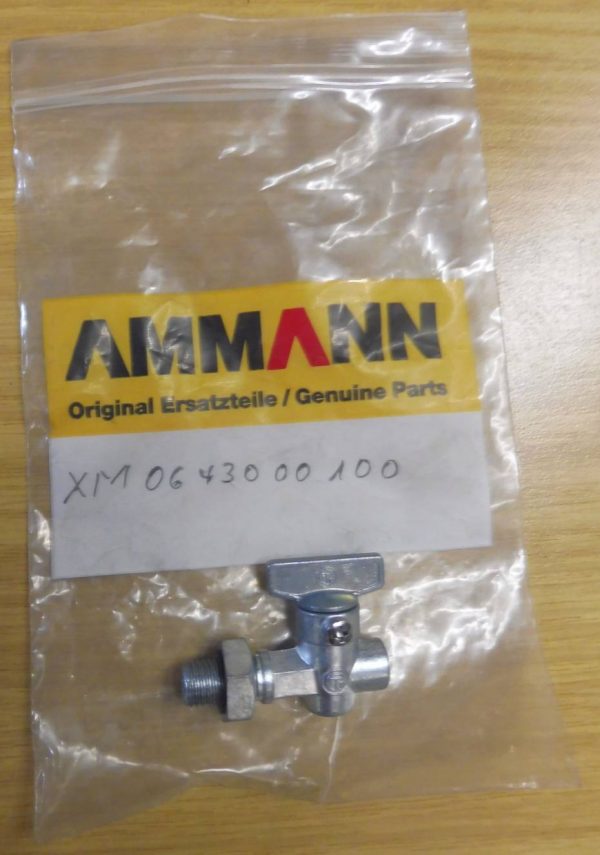 AMMANN
Original Ersatzteile / Genuine Parts
XM 06 430 00 100